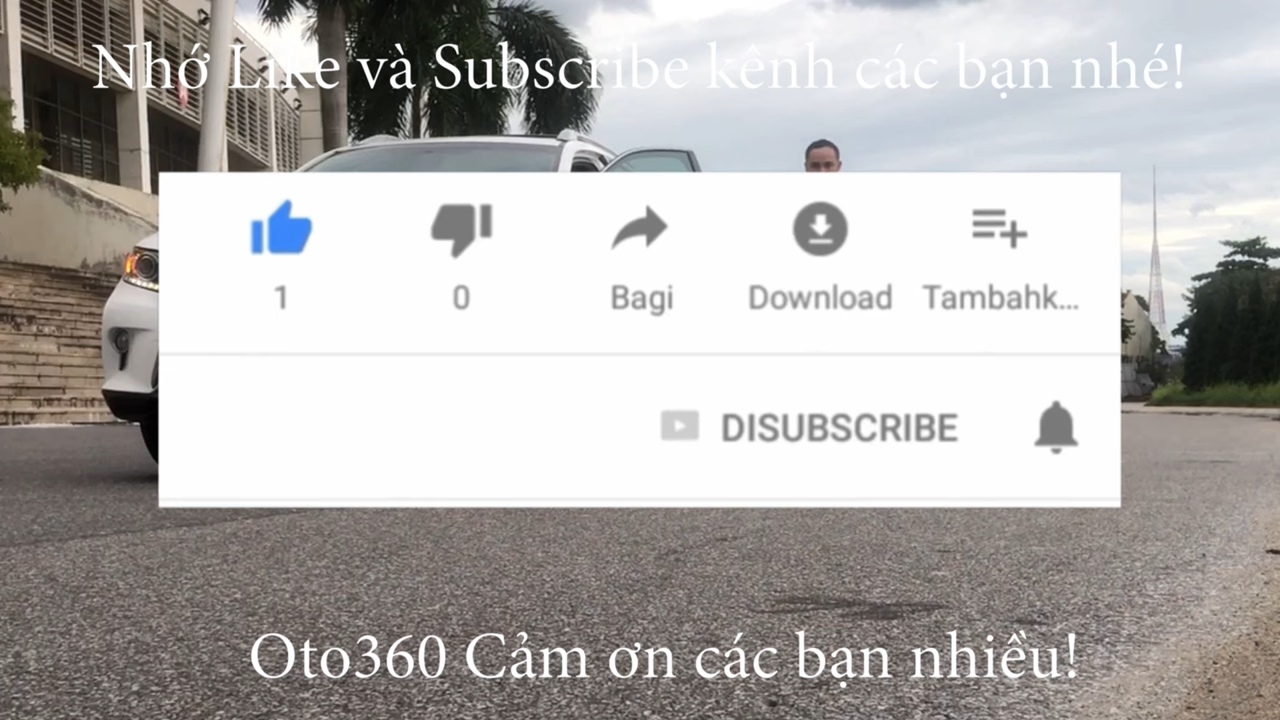 Nhớ Like và Subscribe kênh các bạn nhé!
1 0 Bagi Download Tambahk...
DISUBSCRIBE
Oto360 Cảm ơn các bạn nhiều!